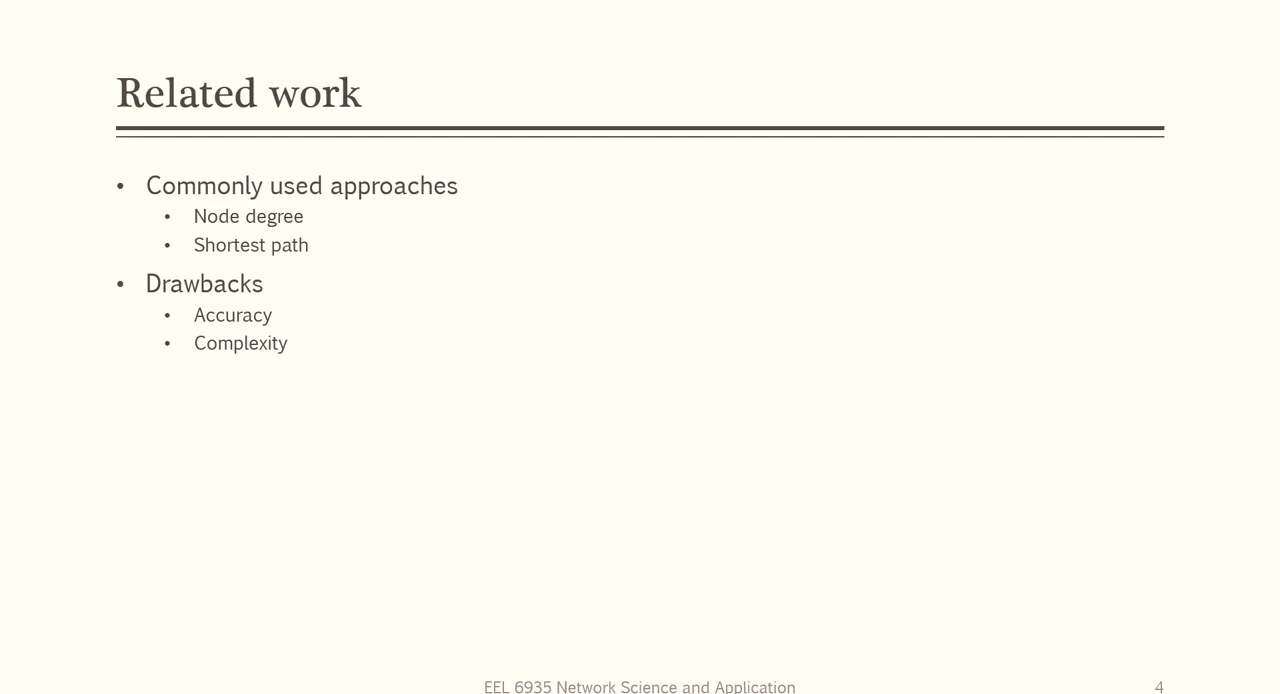 Related work
• Commonly used approaches
• Node degree
• Shortest path
• Drawbacks
• Accuracy
• Complexity
EEL 6935 Network Science and Application
4